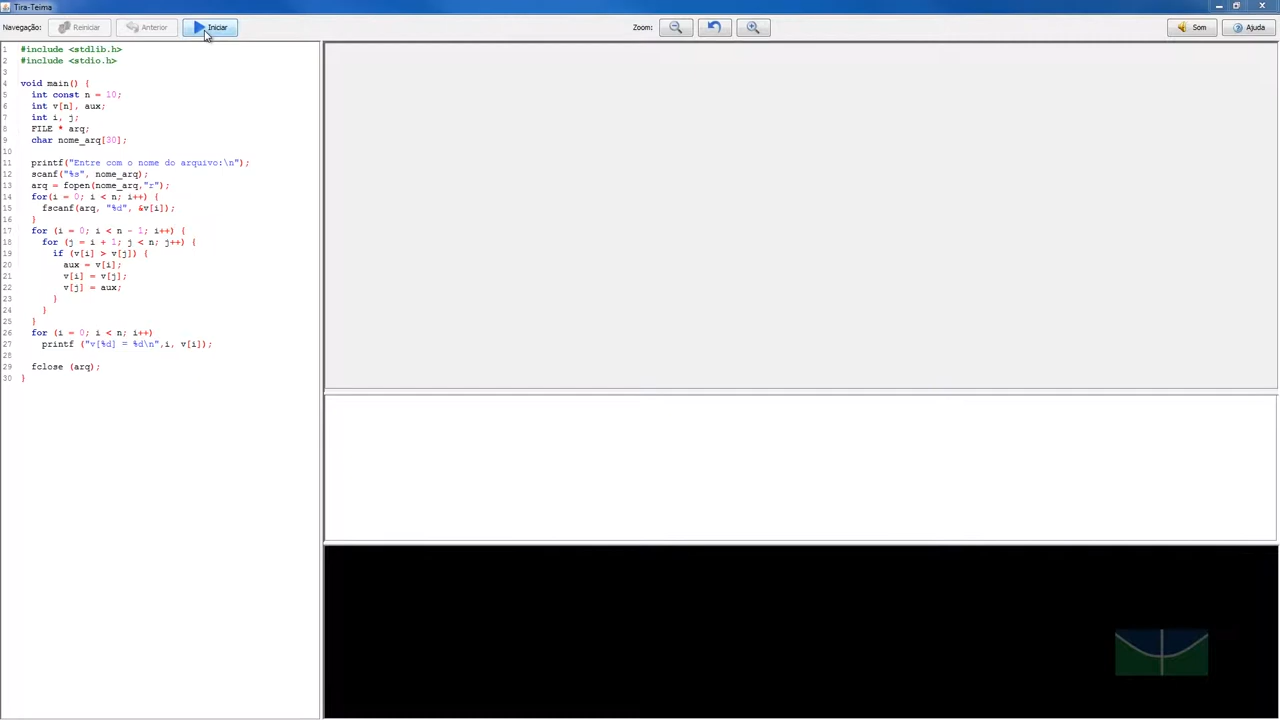 Tira-Teima
Navegação: Reiniciar Anterior Iniciar Zoom: Som Ajuda
1 #include <stdlib.h>
2 #include <stdio.h>
3
4 void main() {
5 int const n = 10;
6 int v[n], aux;
7 int i, j;
8 FILE * arq;
9 char nome_arq[30];
10
11 printf("Entre com o nome do arquivo:\n");
12 scanf("%s", nome_arq);
13 arq = fopen(nome_arq,"r");
14 for(i = 0; i < n; i++) {
15 fscanf(arq, "%d", &v[i]);
16 }
17 for (i = 0; i < n - 1; i++) {
18 for (j = i + 1; j < n; j++) {
19 if (v[i] > v[j]) {
20 aux = v[i];
21 v[i] = v[j];
22 v[j] = aux;
23 }
24 }
25 }
26 for (i = 0; i < n; i++)
27 printf ("v[%d] = %d\n",i, v[i]);
28
29 fclose (arq);
30 }